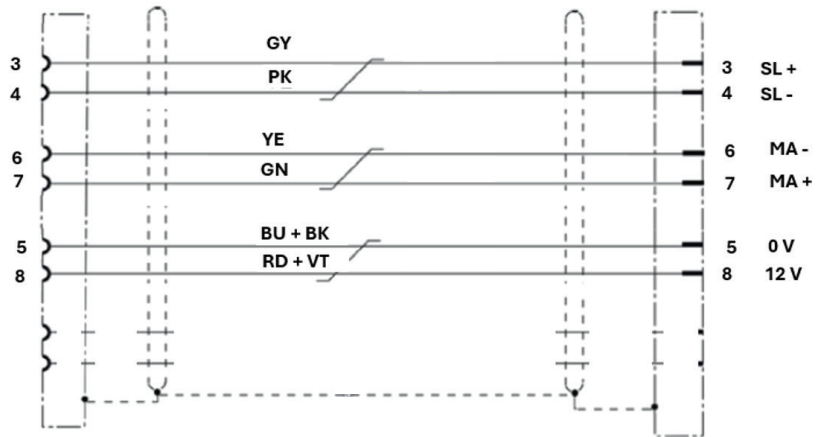 GY
3 3 SL +
PK
4 4 SL -
YE
6 6 MA -
GN
7 7 MA +
BU + BK
5 5 0 V
RD + VT
8 8 12 V